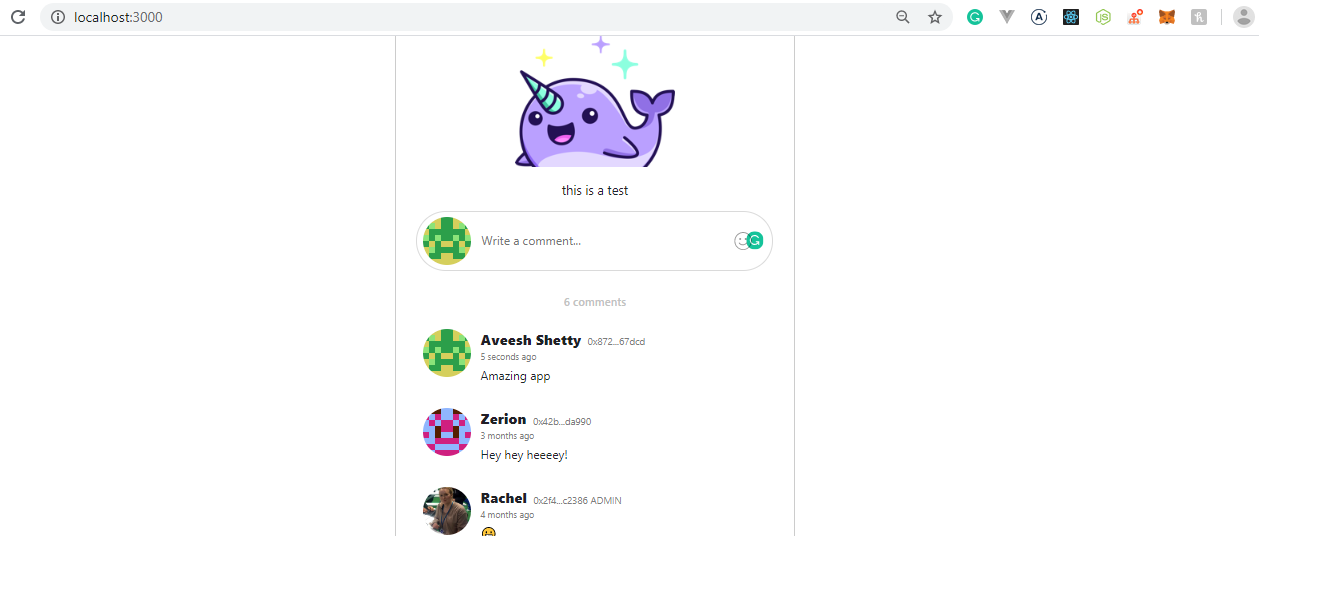 localhost:3000
this is a test
Write a comment...
6 comments
Aveesh Shetty 0x872...67dcd
5 seconds ago
Amazing app
Zerion 0x42b...da990
3 months ago
Hey hey heeeey!
Rachel 0x2f4...c2386 ADMIN
4 months ago